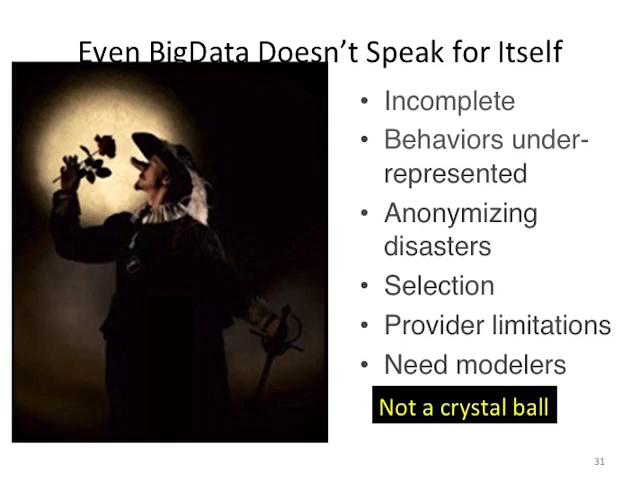 Even BigData Doesn't Speak for Itself
• Incomplete
• Behaviors under-
represented
• Anonymizing
disasters
• Selection
• Provider limitations
• Need modelers
Not a crystal ball
31